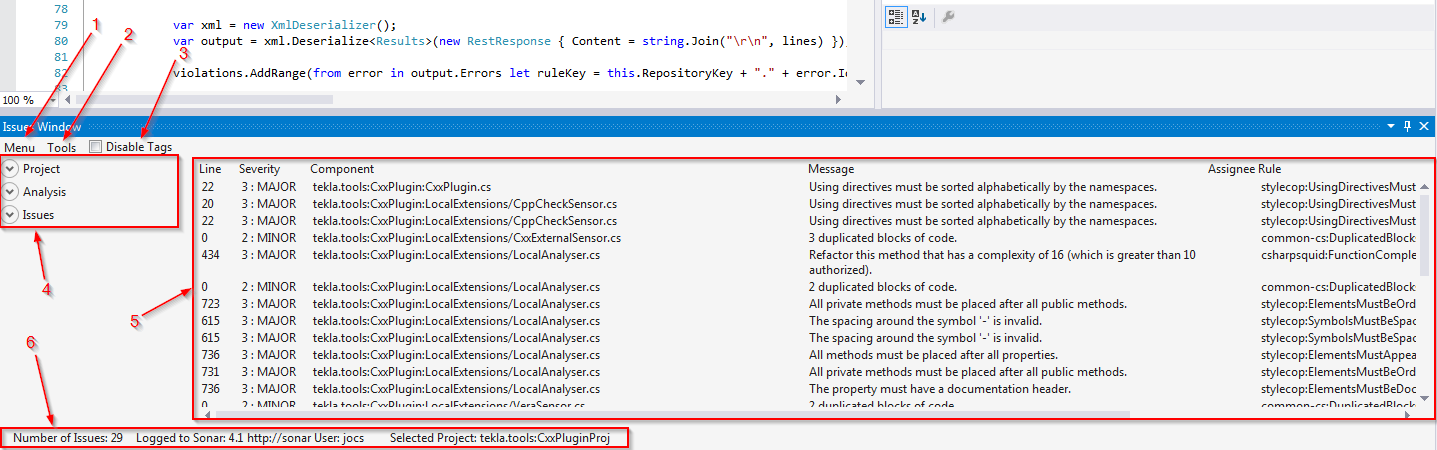 78
79 var xml = new XmlDeserializer();
80 var output = xml.Deserialize<Results>(new RestResponse { Content = string.Join("\r\n", lines) });
81
82 violations.AddRange(from error in output.Errors let ruleKey = this.RepositoryKey + "." + error.Id
83
100 %
1
2
3
Issues Window
Menu Tools Disable Tags
Project
Analysis
Issues
4
5
6
Line Severity Component Message Assignee Rule
22 3 : MAJOR tekla.tools:CxxPlugin:CxxPlugin.cs Using directives must be sorted alphabetically by the namespaces. stylecop:UsingDirectivesMust
20 3 : MAJOR tekla.tools:CxxPlugin:LocalExtensions/CppCheckSensor.cs Using directives must be sorted alphabetically by the namespaces. stylecop:UsingDirectivesMust
22 3 : MAJOR tekla.tools:CxxPlugin:LocalExtensions/CppCheckSensor.cs Using directives must be sorted alphabetically by the namespaces. stylecop:UsingDirectivesMust
0 2 : MINOR tekla.tools:CxxPlugin:LocalExtensions/CxxExternalSensor.cs 3 duplicated blocks of code. common-cs:DuplicatedBlock
434 3 : MAJOR tekla.tools:CxxPlugin:LocalExtensions/LocalAnalyser.cs Refactor this method that has a complexity of 16 (which is greater than 10 csharpsquid:FunctionComple
authorized).
0 2 : MINOR tekla.tools:CxxPlugin:LocalExtensions/LocalAnalyser.cs 2 duplicated blocks of code. common-cs:DuplicatedBlock
723 3 : MAJOR tekla.tools:CxxPlugin:LocalExtensions/LocalAnalyser.cs All private methods must be placed after all public methods. stylecop:ElementsMustBeOrd
615 3 : MAJOR tekla.tools:CxxPlugin:LocalExtensions/LocalAnalyser.cs The spacing around the symbol '-' is invalid. stylecop:SymbolsMustBeSpac
615 3 : MAJOR tekla.tools:CxxPlugin:LocalExtensions/LocalAnalyser.cs The spacing around the symbol '-' is invalid. stylecop:SymbolsMustBeSpac
736 3 : MAJOR tekla.tools:CxxPlugin:LocalExtensions/LocalAnalyser.cs All methods must be placed after all properties. stylecop:ElementsMustAppea
731 3 : MAJOR tekla.tools:CxxPlugin:LocalExtensions/LocalAnalyser.cs All private methods must be placed after all public methods. stylecop:ElementsMustBeOrd
736 3 : MAJOR tekla.tools:CxxPlugin:LocalExtensions/LocalAnalyser.cs The property must have a documentation header. stylecop:ElementsMustBeDoc
0 2 : MINOR tekla.tools:CxxPlugin:LocalExtensions/VeraSensor.cs 2 duplicated blocks of code. common-cs:DuplicatedBlock
Number of Issues: 29 Logged to Sonar: 4.1 http://sonar User: jocs Selected Project: tekla.tools:CxxPluginProj